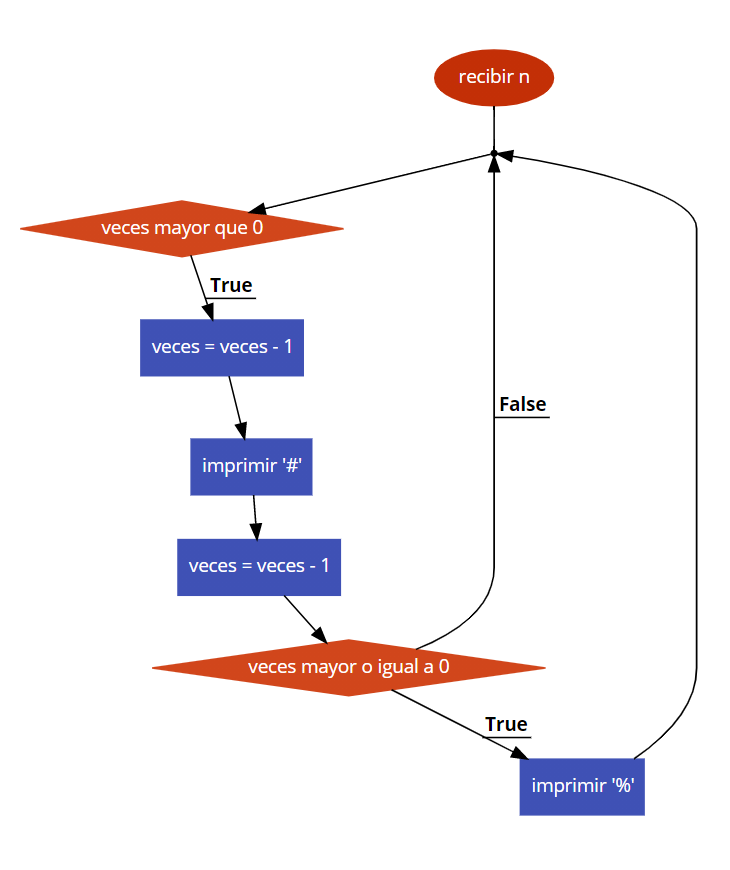 recibir n
veces mayor que 0
True
veces = veces - 1
False
imprimir '#'
veces = veces - 1
veces mayor o igual a 0
True
imprimir '%'